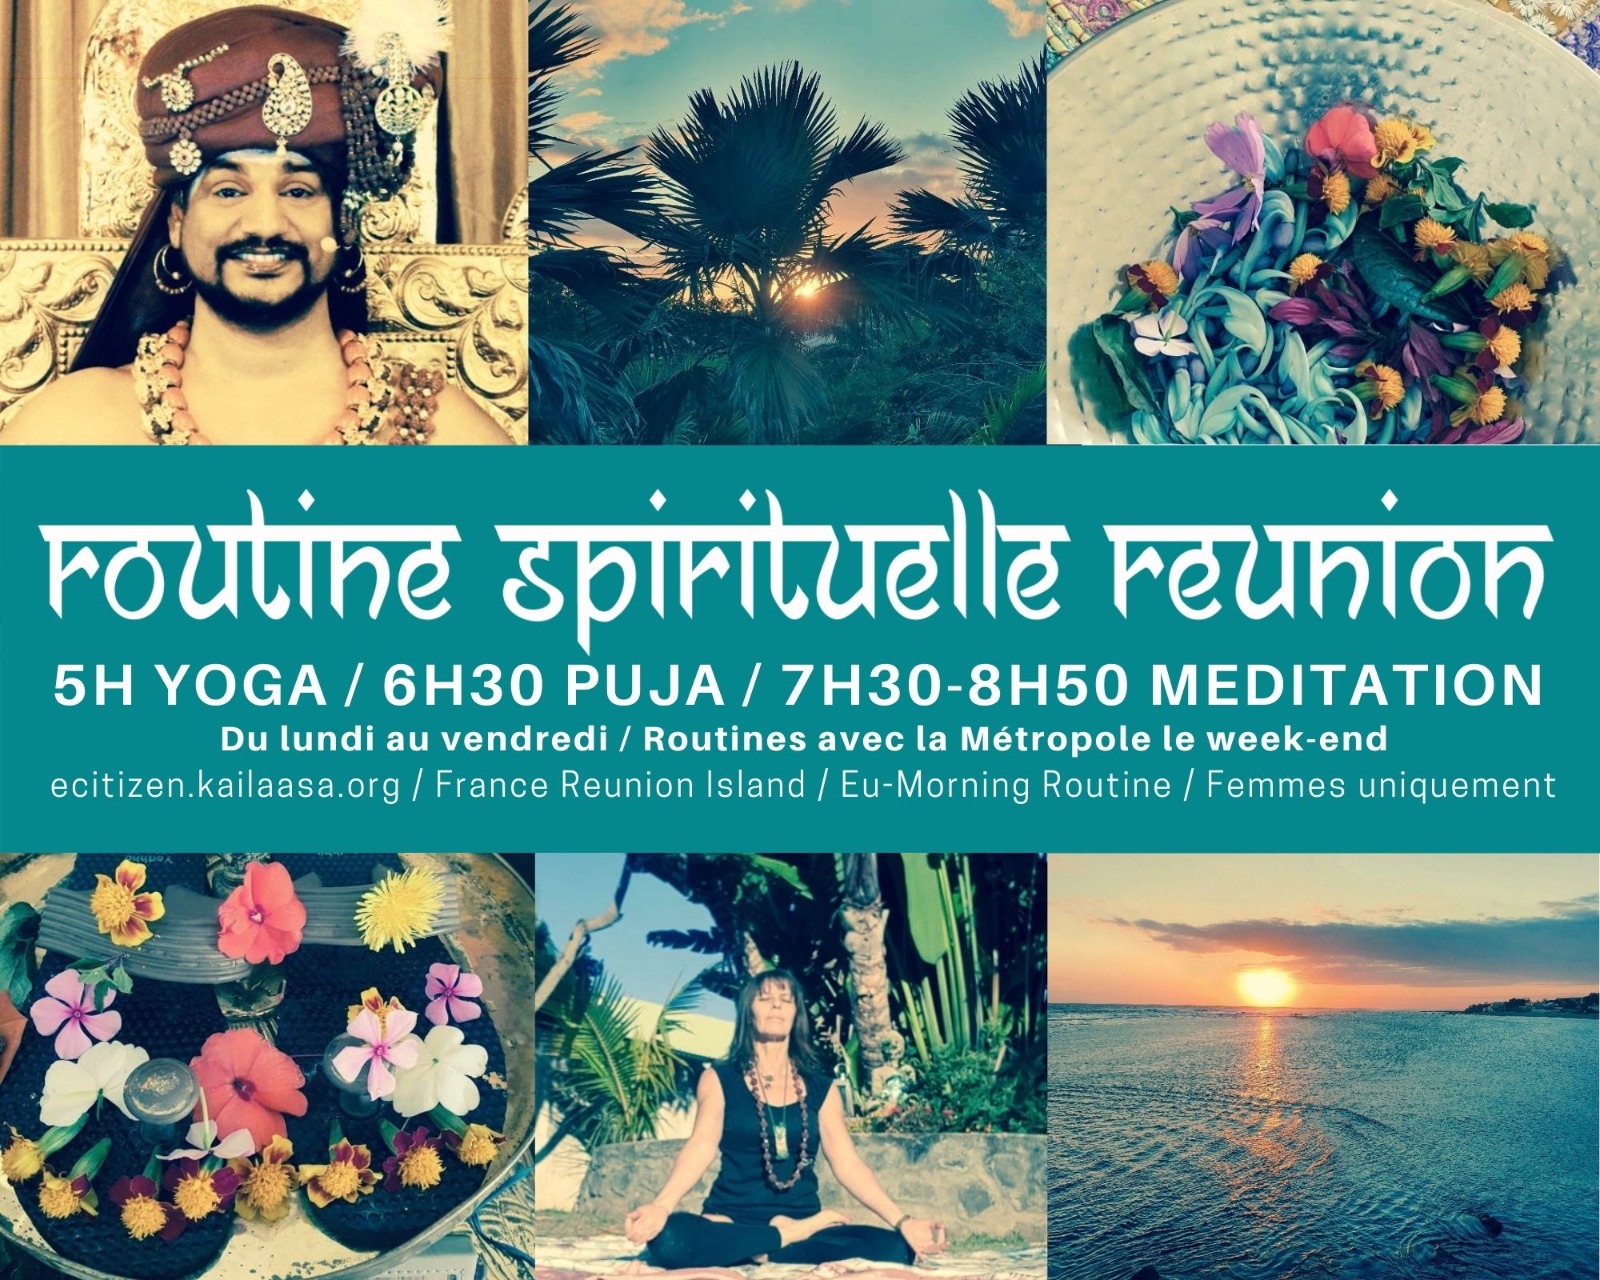 routine spirituelle reunion
5H YOGA / 6H30 PUJA / 7H30-8H50 MEDITATION
Du lundi au vendredi / Routines avec la Métropole le week-end
ecitizen.kailaasa.org / France Reunion Island / Eu-Morning Routine / Femmes uniquement